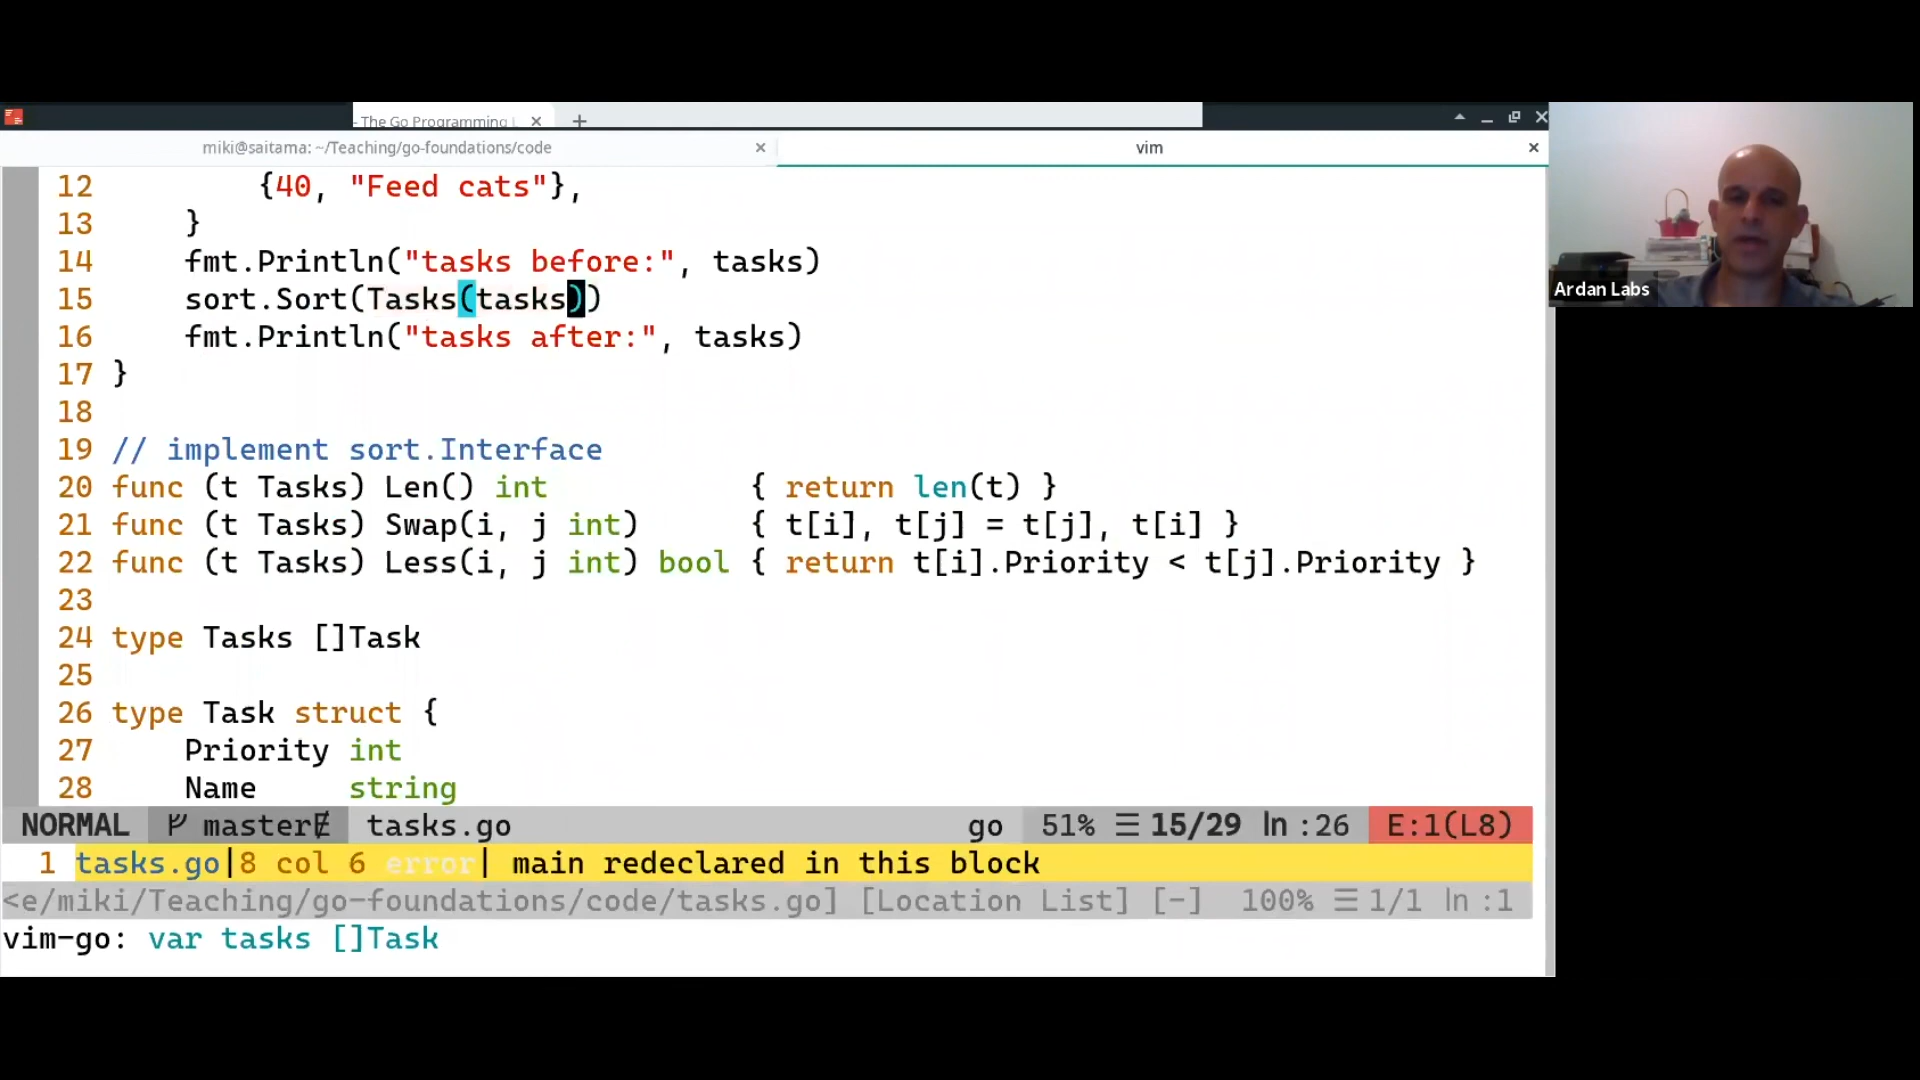 - The Go Programming L
miki@saitama: ~/Teaching/go-foundations/code
vim
12 {40, "Feed cats"},
13 }
14 fmt.Println("tasks before:", tasks)
15 sort.Sort(Tasks(tasks))
16 fmt.Println("tasks after:", tasks)
17 }
18
19 // implement sort.Interface
20 func (t Tasks) Len() int { return len(t) }
21 func (t Tasks) Swap(i, j int) { t[i], t[j] = t[j], t[i] }
22 func (t Tasks) Less(i, j int) bool { return t[i].Priority < t[j].Priority }
23
24 type Tasks []Task
25
26 type Task struct {
27 Priority int
28 Name string
NORMAL master tasks.go go 51% ☰ 15/29 ln :26 E:1(L8)
1 tasks.go|8 col 6 error| main redeclared in this block
<e/miki/Teaching/go-foundations/code/tasks.go] [Location List] [-] 100% ☰ 1/1 ln :1
vim-go: var tasks []Task
Ardan Labs